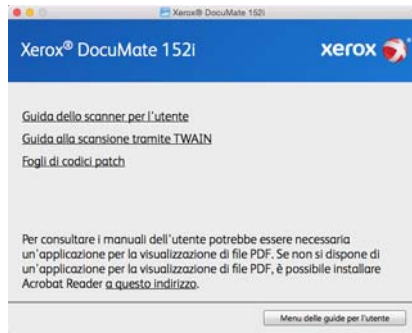 Xerox® DocuMate 152i
Xerox® DocuMate 152i
xerox
Guida dello scanner per l'utente
Guida alla scansione tramite TWAIN
Fogli di codici patch
Per consultare i manuali dell'utente potrebbe essere necessaria
un'applicazione per la visualizzazione di file PDF. Se non si dispone di
un'applicazione per la visualizzazione di file PDF, è possibile installare
Acrobat Reader a questo indirizzo.
Menu delle guide per l'utente